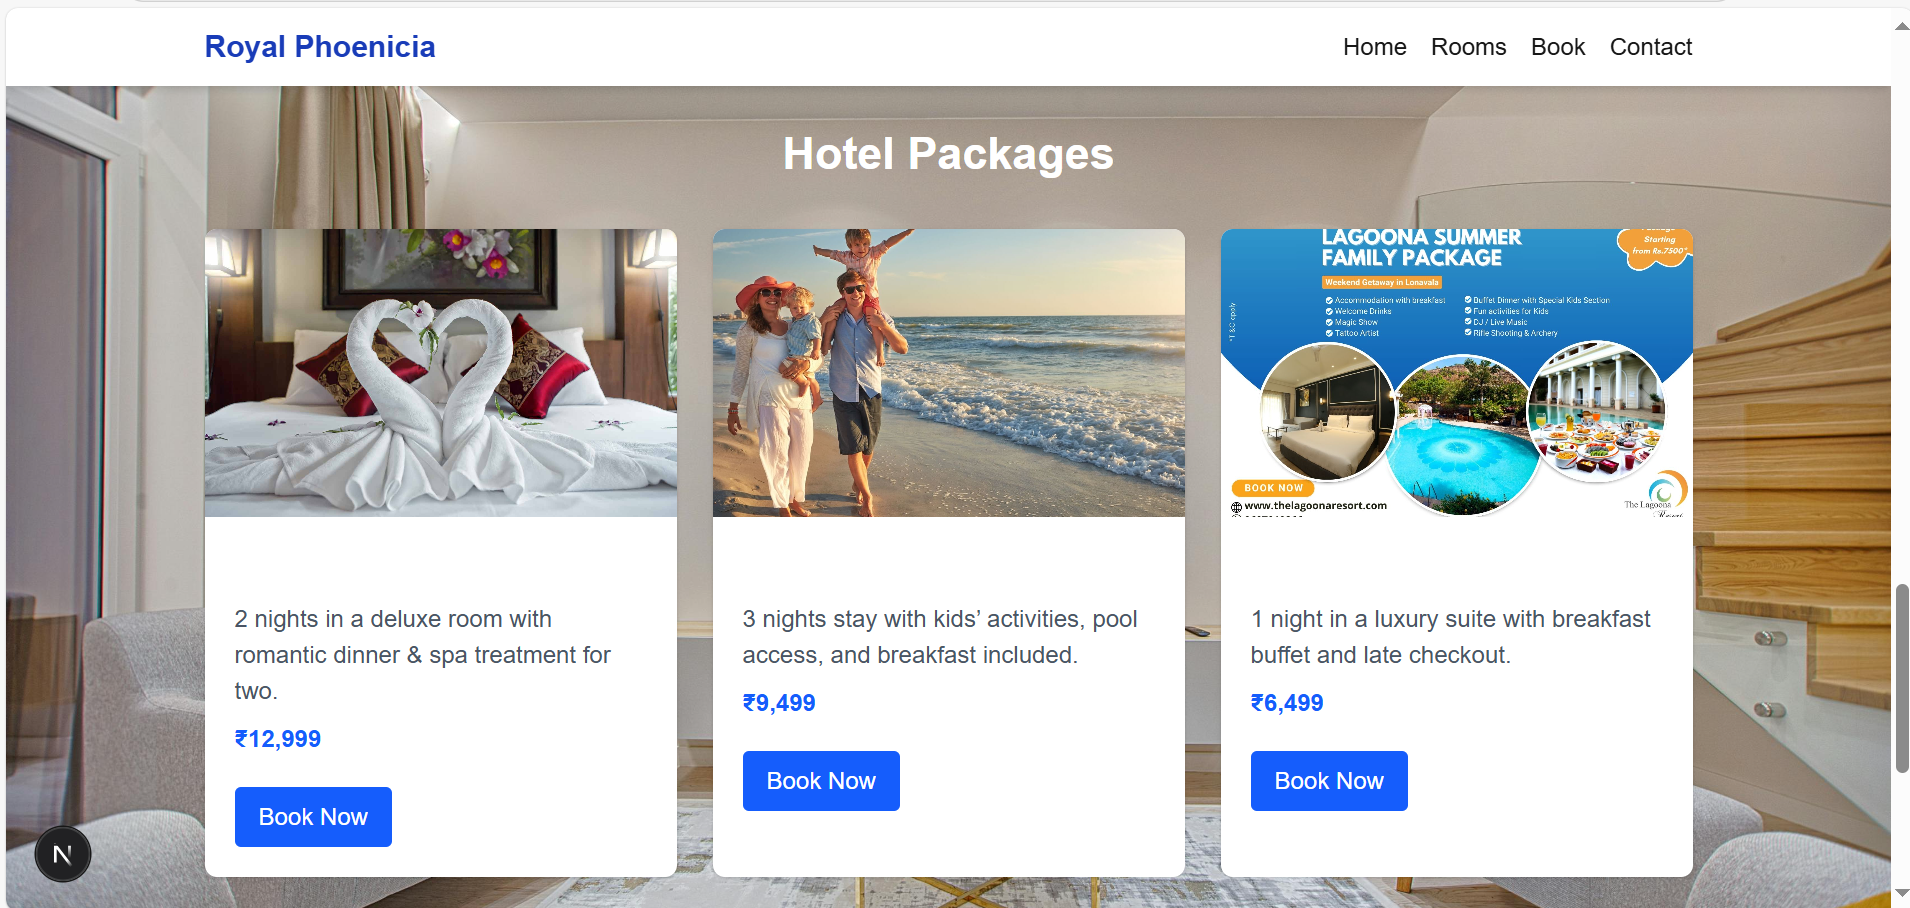 Royal Phoenicia
Home Rooms Book Contact
Hotel Packages
LAGOONA SUMMER
FAMILY PACKAGE
Starting
from Rs.7500*
Weekend Getaway in Lonavala
Accommodation with breakfast
Welcome Drinks
Magic Show
Tattoo Artist
Buffet Dinner with Special Kids Section
Fun activities for Kids
DJ / Live Music
Rifle Shooting & Archery
BOOK NOW
www.thelagoonaresort.com
The Lagoona
Resort
2 nights in a deluxe room with
romantic dinner & spa treatment for
two.
₹12,999
Book Now
3 nights stay with kids’ activities, pool
access, and breakfast included.
₹9,499
Book Now
1 night in a luxury suite with breakfast
buffet and late checkout.
₹6,499
Book Now
N